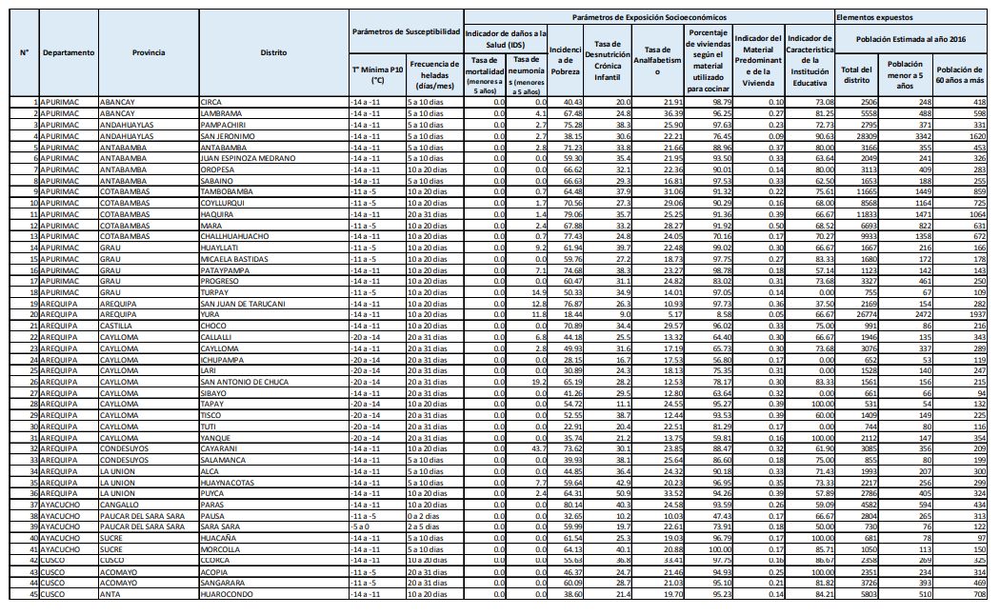 Parámetros de Exposición Socioeconómicos Elementos expuestos
N° Departamento Provincia Distrito Parámetros de Susceptibilidad Indicador de daños a la Salud (IDS) Incidencia de Pobreza Tasa de Desnutrición Crónica Infantil Tasa de Analfabetismo Porcentaje de viviendas según el material utilizado para cocinar Indicador del Material Predominante de la Vivienda Indicador de Caracteristica de la Institución Educativa Población Estimada al año 2016
T° Mínima P10 (°C) Frecuencia de heladas (días/mes) Tasa de mortalidad (menores a 5 años) Tasa de neumonías (menores a 5 años) Total del distrito Población menor a 5 años Población de 60 años a más
1 APURIMAC ABANCAY CIRCA -14 a -11 5 a 10 dias 0.0 0.0 40.43 20.0 21.91 98.79 0.10 73.08 2506 248 418
2 APURIMAC ABANCAY LAMBRAMA -14 a -11 5 a 10 dias 0.0 4.1 67.48 24.8 36.39 96.25 0.27 81.25 5558 488 598
3 APURIMAC ANDAHUAYLAS PAMPACHIRI -14 a -11 5 a 10 dias 0.0 2.7 75.28 38.3 25.90 97.63 0.23 72.73 2795 371 331
4 APURIMAC ANDAHUAYLAS SAN JERONIMO -14 a -11 5 a 10 dias 0.0 2.7 38.15 30.6 22.21 76.45 0.09 90.63 28309 3342 1620
5 APURIMAC ANTABAMBA ANTABAMBA -14 a -11 5 a 10 dias 0.0 2.8 71.23 33.8 21.66 88.96 0.37 80.00 3166 355 453
6 APURIMAC ANTABAMBA JUAN ESPINOZA MEDRANO -14 a -11 5 a 10 dias 0.0 0.0 59.30 35.4 21.95 93.50 0.33 63.64 2049 241 326
7 APURIMAC ANTABAMBA OROPESA -14 a -11 10 a 20 dias 0.0 0.0 66.62 32.1 22.36 90.01 0.14 80.00 3113 409 283
8 APURIMAC ANTABAMBA SABAINO -14 a -11 5 a 10 dias 0.0 0.0 66.63 29.3 16.81 97.53 0.33 62.50 1653 188 255
9 APURIMAC COTABAMBAS TAMBOBAMBA -11 a -5 10 a 20 dias 0.0 0.7 64.48 37.9 31.06 91.32 0.22 75.61 11665 1449 859
10 APURIMAC COTABAMBAS COYLLURQUI -11 a -5 10 a 20 dias 0.0 1.7 70.56 27.3 29.06 90.29 0.16 68.00 8568 1164 725
11 APURIMAC COTABAMBAS HAQUIRA -14 a -11 20 a 31 dias 0.0 1.4 79.06 35.7 25.25 91.36 0.39 66.67 11833 1471 1064
12 APURIMAC COTABAMBAS MARA -11 a -5 10 a 20 dias 0.0 2.4 67.88 33.2 28.27 91.92 0.50 68.52 6693 822 631
13 APURIMAC COTABAMBAS CHALLHUAHUACHO -14 a -11 10 a 20 dias 0.0 0.7 77.43 24.8 24.05 70.16 0.17 70.27 9933 1358 672
14 APURIMAC GRAU HUAYLLATI -11 a -5 10 a 20 dias 0.0 9.2 61.94 39.7 22.48 99.02 0.30 66.67 1667 216 166
15 APURIMAC GRAU MICAELA BASTIDAS -14 a -11 10 a 20 dias 0.0 0.0 59.76 27.2 18.73 97.75 0.27 83.33 1680 172 178
16 APURIMAC GRAU PATAYPAMPA -14 a -11 10 a 20 dias 0.0 7.1 74.68 38.3 23.27 98.78 0.18 57.14 1123 142 143
17 APURIMAC GRAU PROGRESO -14 a -11 10 a 20 dias 0.0 0.0 60.47 31.1 24.82 83.02 0.31 73.68 3327 461 250
18 APURIMAC GRAU TURPAY -11 a -5 10 a 20 dias 0.0 14.9 50.33 34.9 14.01 97.05 0.14 0.00 755 67 109
19 AREQUIPA AREQUIPA SAN JUAN DE TARUCANI -14 a -11 20 a 31 dias 0.0 12.8 76.87 26.3 10.93 97.73 0.36 37.50 2169 154 282
20 AREQUIPA AREQUIPA YURA -14 a -11 10 a 20 dias 0.0 11.8 18.44 9.0 5.17 8.58 0.05 66.67 26774 2472 1937
21 AREQUIPA CASTILLA CHOCO -14 a -11 10 a 20 dias 0.0 0.0 70.89 34.4 29.57 96.02 0.33 75.00 991 86 216
22 AREQUIPA CAYLLOMA CALLALLI -20 a -14 20 a 31 dias 0.0 6.8 44.18 25.5 13.32 64.40 0.30 66.67 1946 135 343
23 AREQUIPA CAYLLOMA CAYLLOMA -14 a -11 20 a 31 dias 0.0 2.8 49.93 31.6 17.19 65.73 0.30 73.68 3076 337 289
24 AREQUIPA CAYLLOMA ICHUPAMPA -20 a -14 20 a 31 dias 0.0 0.0 28.15 16.7 17.53 56.80 0.17 0.00 652 53 119
25 AREQUIPA CAYLLOMA LARI -20 a -14 20 a 31 dias 0.0 0.0 30.89 24.3 18.13 75.35 0.31 0.00 1528 140 247
26 AREQUIPA CAYLLOMA SAN ANTONIO DE CHUCA -20 a -14 20 a 31 dias 0.0 19.2 65.19 28.2 12.53 78.17 0.30 83.33 1561 156 215
27 AREQUIPA CAYLLOMA SIBAYO -14 a -11 20 a 31 dias 0.0 0.0 41.26 29.5 12.80 63.64 0.32 0.00 661 66 94
28 AREQUIPA CAYLLOMA TAPAY -14 a -11 10 a 20 dias 0.0 0.0 54.72 11.1 24.55 95.27 0.39 100.00 531 54 132
29 AREQUIPA CAYLLOMA TISCO -20 a -14 20 a 31 dias 0.0 0.0 52.55 38.7 12.44 93.53 0.39 60.00 1409 149 225
30 AREQUIPA CAYLLOMA TUTI -20 a -14 20 a 31 dias 0.0 0.0 22.91 20.4 22.51 81.29 0.17 0.00 744 80 116
31 AREQUIPA CAYLLOMA YANQUE -20 a -14 20 a 31 dias 0.0 0.0 35.74 21.2 13.75 59.81 0.16 100.00 2112 147 354
32 AREQUIPA CONDESUYOS CAYARANI -14 a -11 10 a 20 dias 0.0 43.7 73.62 30.1 23.85 88.47 0.32 61.90 3085 356 209
33 AREQUIPA CONDESUYOS SALAMANCA -14 a -11 5 a 10 dias 0.0 0.0 39.93 38.1 25.64 86.60 0.18 75.00 855 80 199
34 AREQUIPA LA UNION ALCA -14 a -11 5 a 10 dias 0.0 0.0 44.85 36.4 24.32 90.18 0.33 71.43 1993 207 300
35 AREQUIPA LA UNION HUAYNACOTAS -14 a -11 5 a 10 dias 0.0 7.7 59.64 42.9 20.23 96.95 0.35 73.33 2217 256 299
36 AREQUIPA LA UNION PUYCA -14 a -11 10 a 20 dias 0.0 2.4 64.31 50.9 33.52 94.26 0.39 57.89 2786 405 324
37 AYACUCHO CANGALLO PARAS -14 a -11 10 a 20 dias 0.0 0.0 80.14 40.3 24.58 93.59 0.26 59.09 4582 594 434
38 AYACUCHO PAUCAR DEL SARA SARA PAUSA -11 a -5 0 a 2 dias 0.0 0.0 32.65 10.2 10.03 47.43 0.17 66.67 2804 265 313
39 AYACUCHO PAUCAR DEL SARA SARA SARA SARA -5 a 0 2 a 5 dias 0.0 0.0 59.99 19.7 22.61 73.91 0.18 50.00 730 76 122
40 AYACUCHO SUCRE HUACAÑA -14 a -11 5 a 10 dias 0.0 0.0 61.54 25.3 19.03 96.79 0.17 100.00 681 78 97
41 AYACUCHO SUCRE MORCOLLA -14 a -11 5 a 10 dias 0.0 0.0 64.13 40.1 20.88 100.00 0.17 85.71 1050 113 150
42 CUSCO CUSCO CCORCA -14 a -11 10 a 20 dias 0.0 0.0 55.63 36.8 33.41 97.75 0.16 86.67 2358 269 325
43 CUSCO ACOMAYO ACOPIA -11 a -5 20 a 31 dias 0.0 0.0 46.37 24.7 21.46 94.93 0.25 100.00 2351 234 314
44 CUSCO ACOMAYO SANGARARA -11 a -5 20 a 31 dias 0.0 0.0 60.09 28.7 21.03 95.10 0.21 81.82 3726 393 469
45 CUSCO ANTA HUAROCONDO -14 a -11 10 a 20 dias 0.0 0.0 38.60 21.4 19.70 95.23 0.14 84.21 5803 510 708